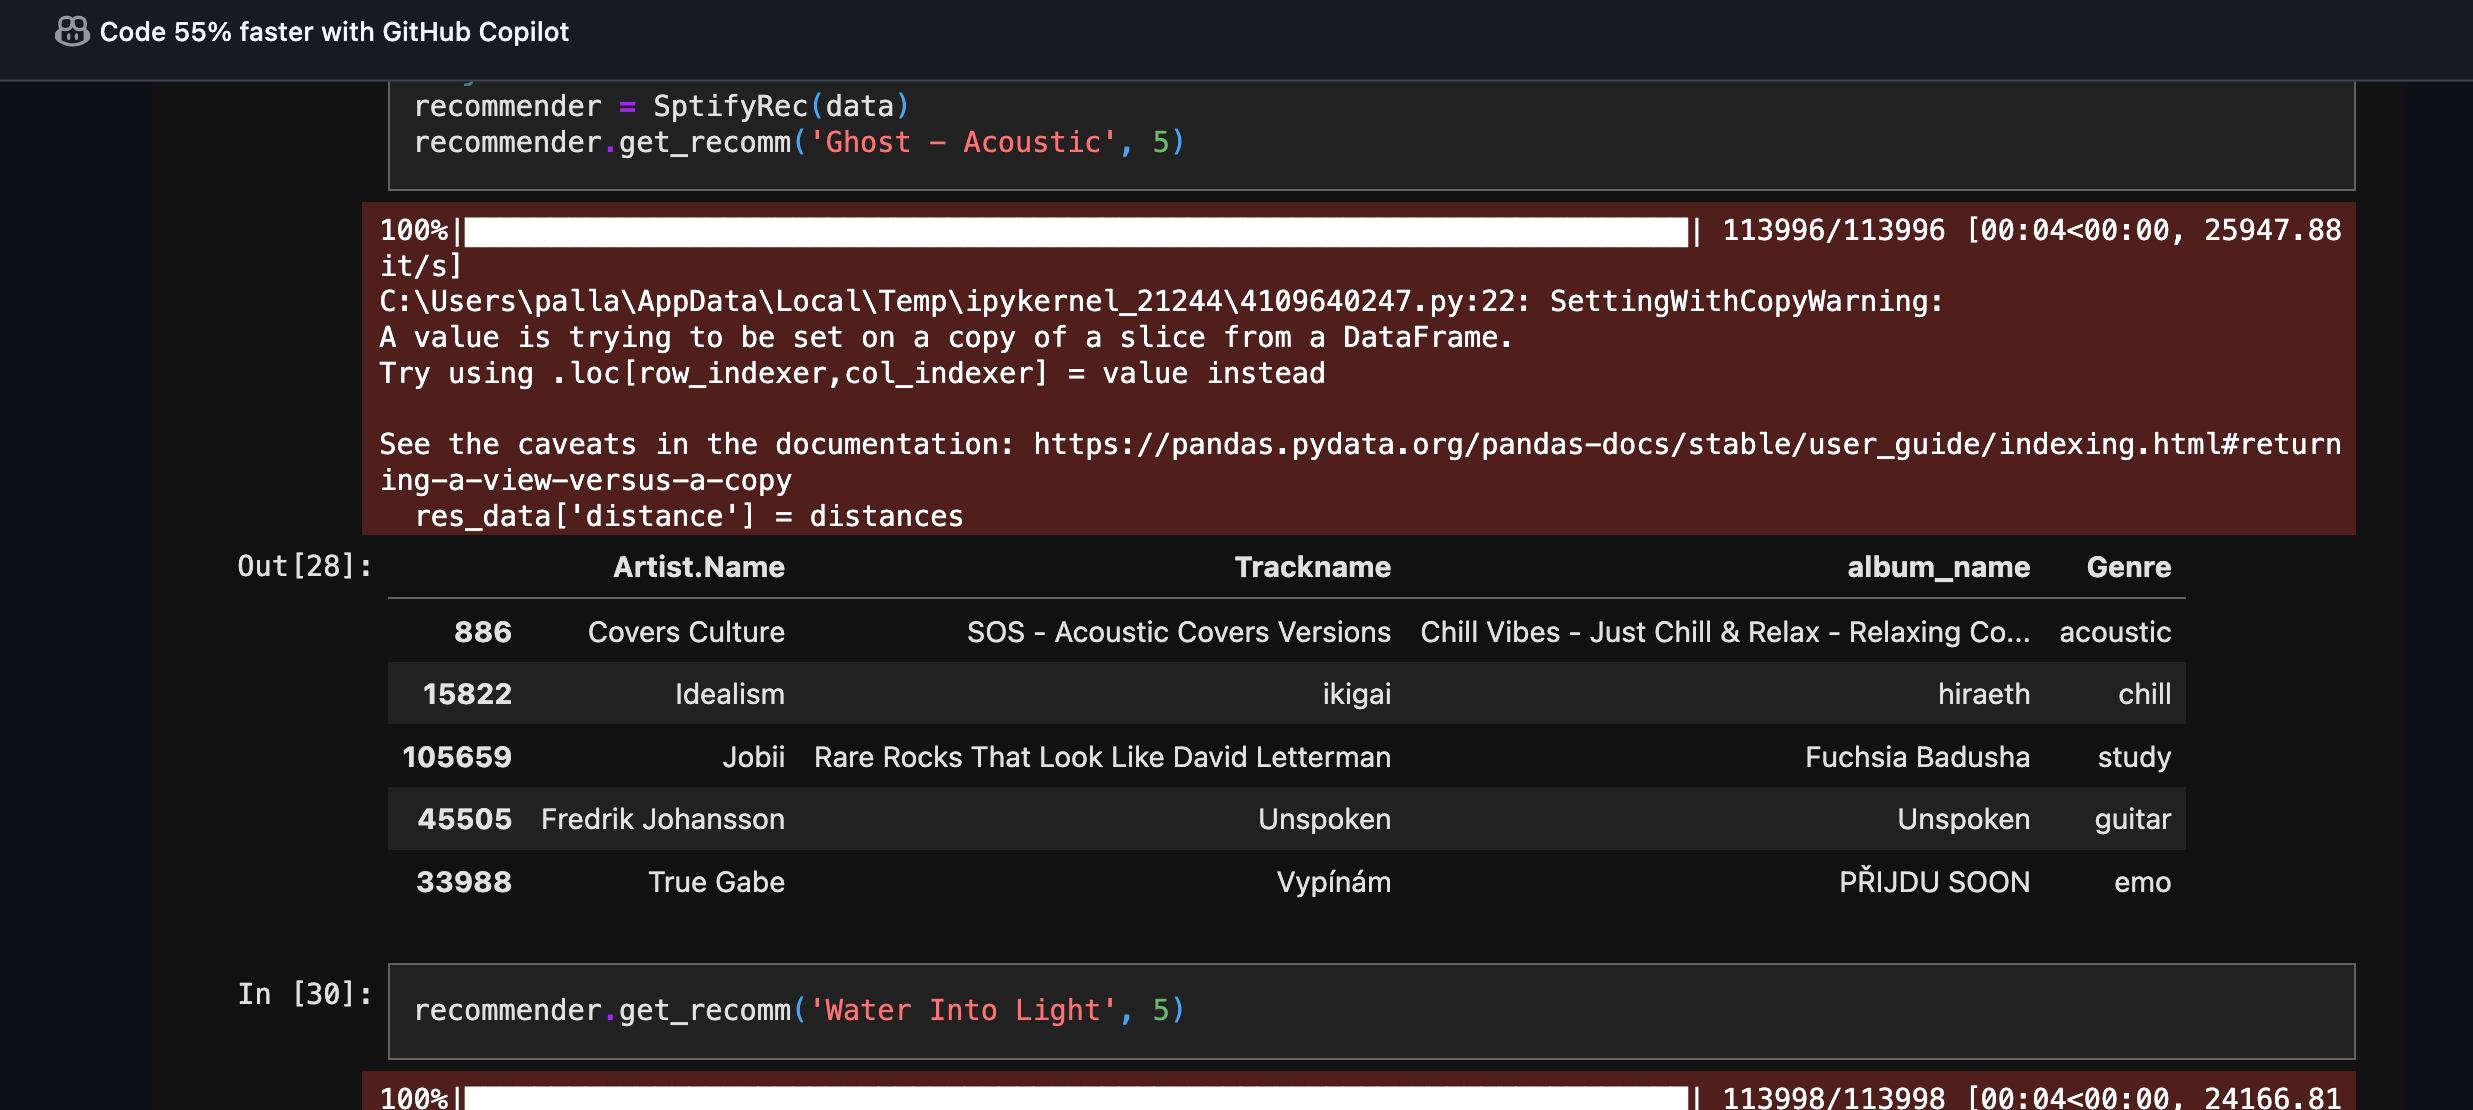 Code 55% faster with GitHub Copilot
recommender = SptifyRec(data)
recommender.get_recomm('Ghost - Acoustic', 5)
100%| | 113996/113996 [00:04<00:00, 25947.88
it/s]
C:\Users\palla\AppData\Local\Temp\ipykernel_21244\4109640247.py:22: SettingWithCopyWarning:
A value is trying to be set on a copy of a slice from a DataFrame.
Try using .loc[row_indexer,col_indexer] = value instead
See the caveats in the documentation: https://pandas.pydata.org/pandas-docs/stable/user_guide/indexing.html#return
ing-a-view-versus-a-copy
res_data['distance'] = distances
Out[28]: Artist.Name Trackname album_name Genre
886 Covers Culture SOS - Acoustic Covers Versions Chill Vibes - Just Chill & Relax - Relaxing Co... acoustic
15822 Idealism ikigai hiraeth chill
105659 Jobii Rare Rocks That Look Like David Letterman Fuchsia Badusha study
45505 Fredrik Johansson Unspoken Unspoken guitar
33988 True Gabe Vypínám PŘIJDU SOON emo
In [30]: recommender.get_recomm('Water Into Light', 5)
100%| | 113998/113998 [00:04<00:00, 24166.81